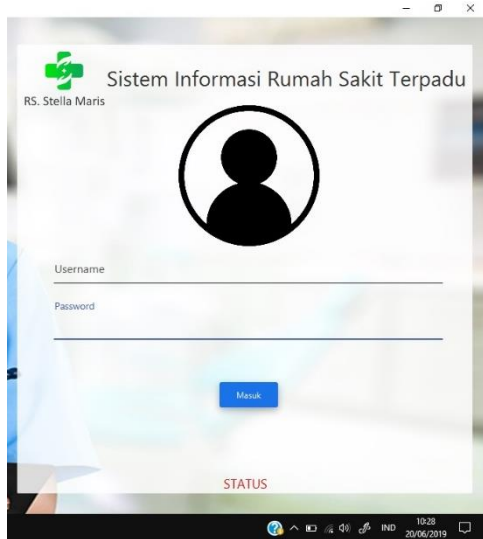 Sistem Informasi Rumah Sakit Terpadu
RS. Stella Maris
Username
Password
Masuk
STATUS
IND
10:28
20/06/2019